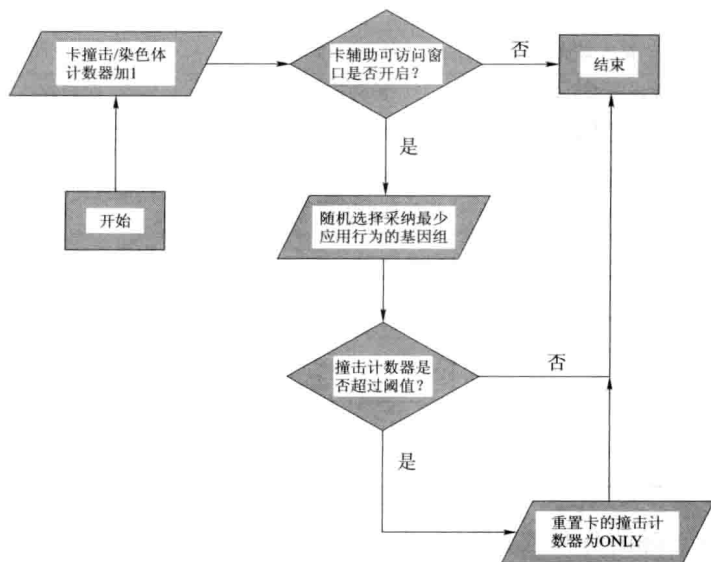 卡撞击/染色体
计数器加1
卡辅助可访问窗
口是否开启?
否
结束
是
开始
随机选择采纳最少
应用行为的基因组
撞击计数器是
否超过阈值?
否
是
重置卡的撞击计
数器为ONLY